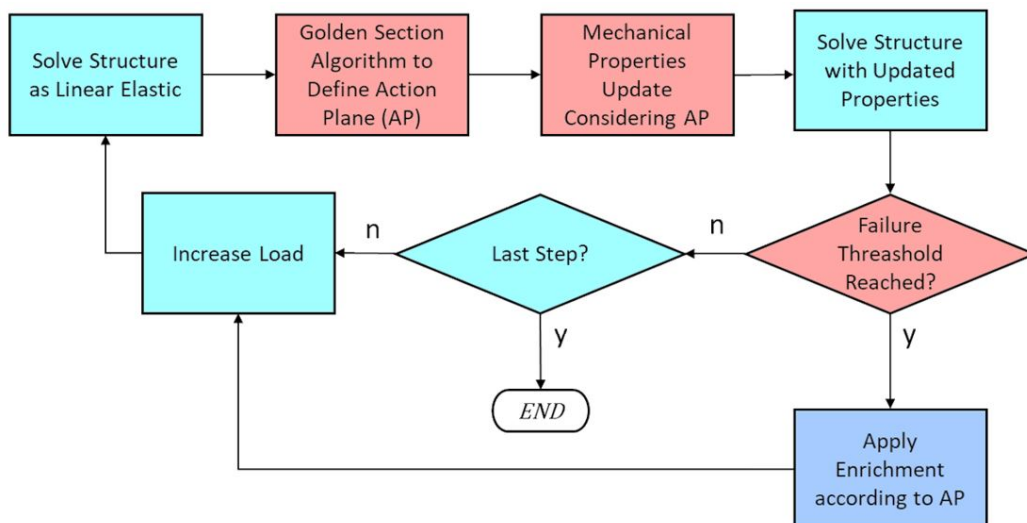 Solve Structure
as Linear Elastic
Golden Section
Algorithm to
Define Action
Plane (AP)
Mechanical
Properties
Update
Considering AP
Solve Structure
with Updated
Properties
Failure
Threashold
Reached?
n
Last Step?
n
Increase Load
y
END
y
Apply
Enrichment
according to AP